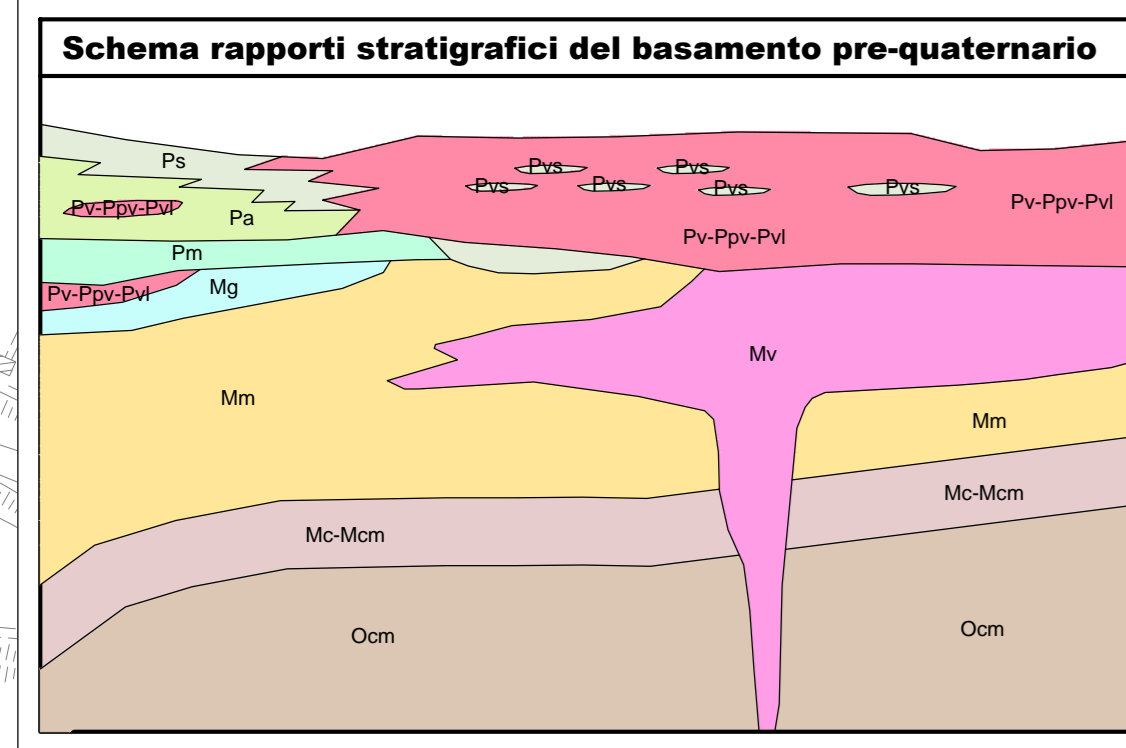 Schema rapporti stratigrafici del basamento pre-quaternario
Ps
Pvs
Pvs
Pvs
Pvs
Pvs
Pvs
Pv-Ppv-Pvl
Pa
Pv-Ppv-Pvl
Pv-Ppv-Pvl
Pm
Mg
Pv-Ppv-Pvl
Mv
Mm
Mm
Mc-Mcm
Mc-Mcm
Ocm
Ocm